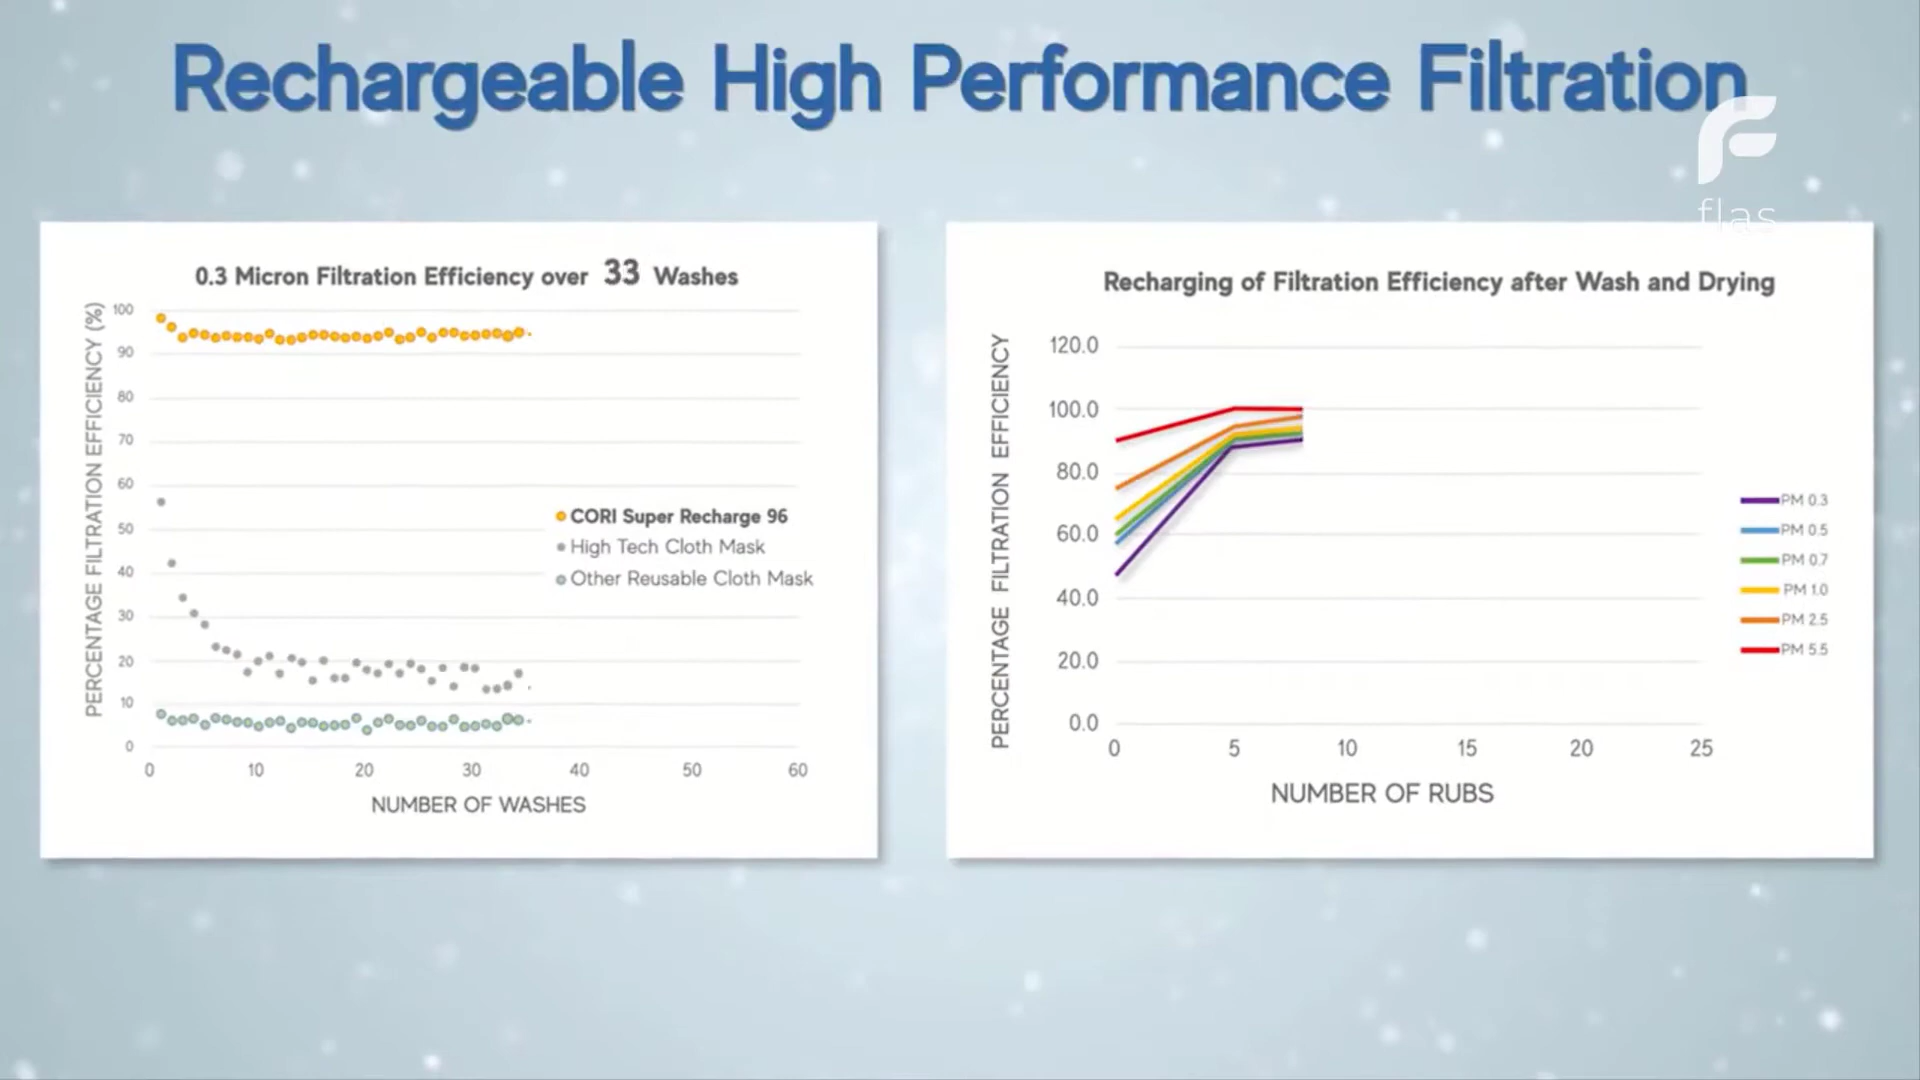 Rechargeable High Performance Filtration
flas
0.3 Micron Filtration Efficiency over 33 Washes
PERCENTAGE FILTRATION EFFICIENCY (%)
100
90
80
70
60
50
40
30
20
10
0
0 10 20 30 40 50 60
NUMBER OF WASHES
CORI Super Recharge 96
High Tech Cloth Mask
Other Reusable Cloth Mask
Recharging of Filtration Efficiency after Wash and Drying
PERCENTAGE FILTRATION EFFICIENCY
120.0
100.0
80.0
60.0
40.0
20.0
0.0
0 5 10 15 20 25
NUMBER OF RUBS
PM 0.3
PM 0.5
PM 0.7
PM 1.0
PM 2.5
PM 5.5